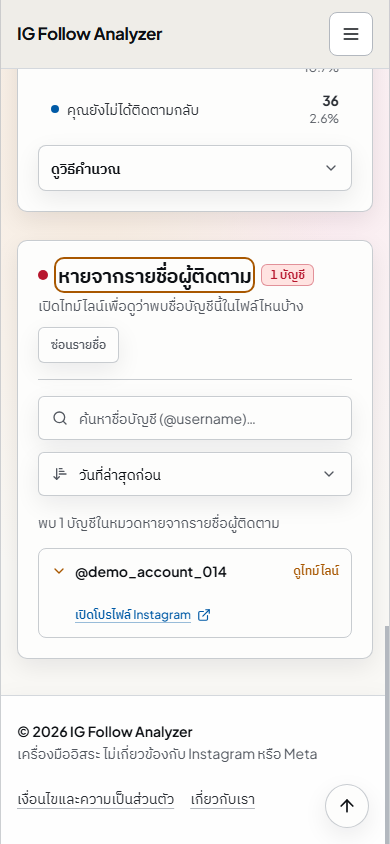 IG Follow Analyzer
คุณยังไม่ได้ติดตามกลับ
36
2.6%
ดูวิธีคำนวณ
หายจากรายชื่อผู้ติดตาม
1 บัญชี
เปิดไทม์ไลน์เพื่อดูว่าพบชื่อบัญชีนี้ในไฟล์ไหนบ้าง
ซ่อนรายชื่อ
ค้นหาชื่อบัญชี (@username)...
วันที่ล่าสุดก่อน
พบ 1 บัญชีในหมวดหายจากรายชื่อผู้ติดตาม
@demo_account_014
ดูไทม์ไลน์
เปิดโปรไฟล์ Instagram
© 2026 IG Follow Analyzer
เครื่องมืออิสระ ไม่เกี่ยวข้องกับ Instagram หรือ Meta
เงื่อนไขและความเป็นส่วนตัว
เกี่ยวกับเรา